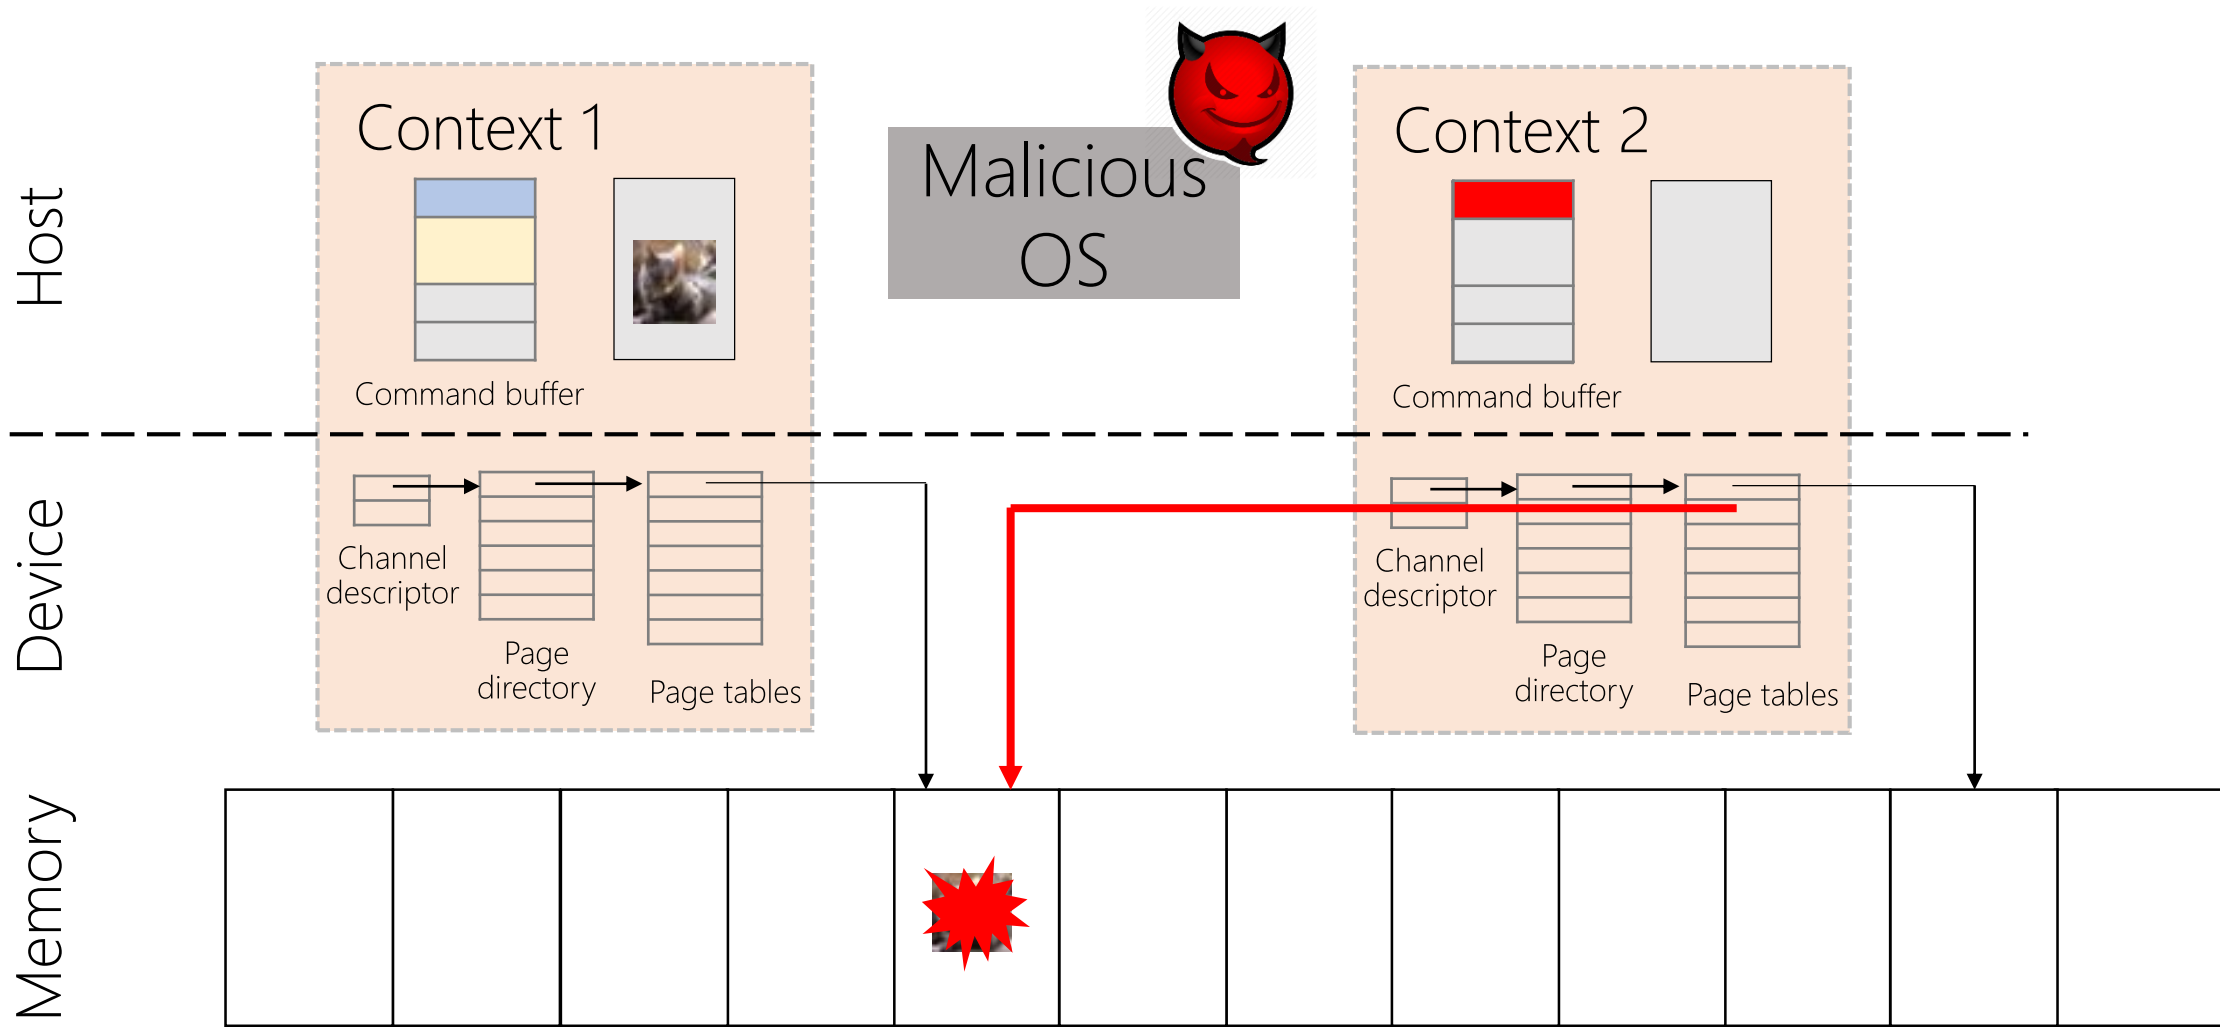 Host
Context 1
Command buffer
Malicious
OS
Context 2
Command buffer
Device
Channel
descriptor
Page
directory
Page tables
Channel
descriptor
Page
directory
Page tables
Memory